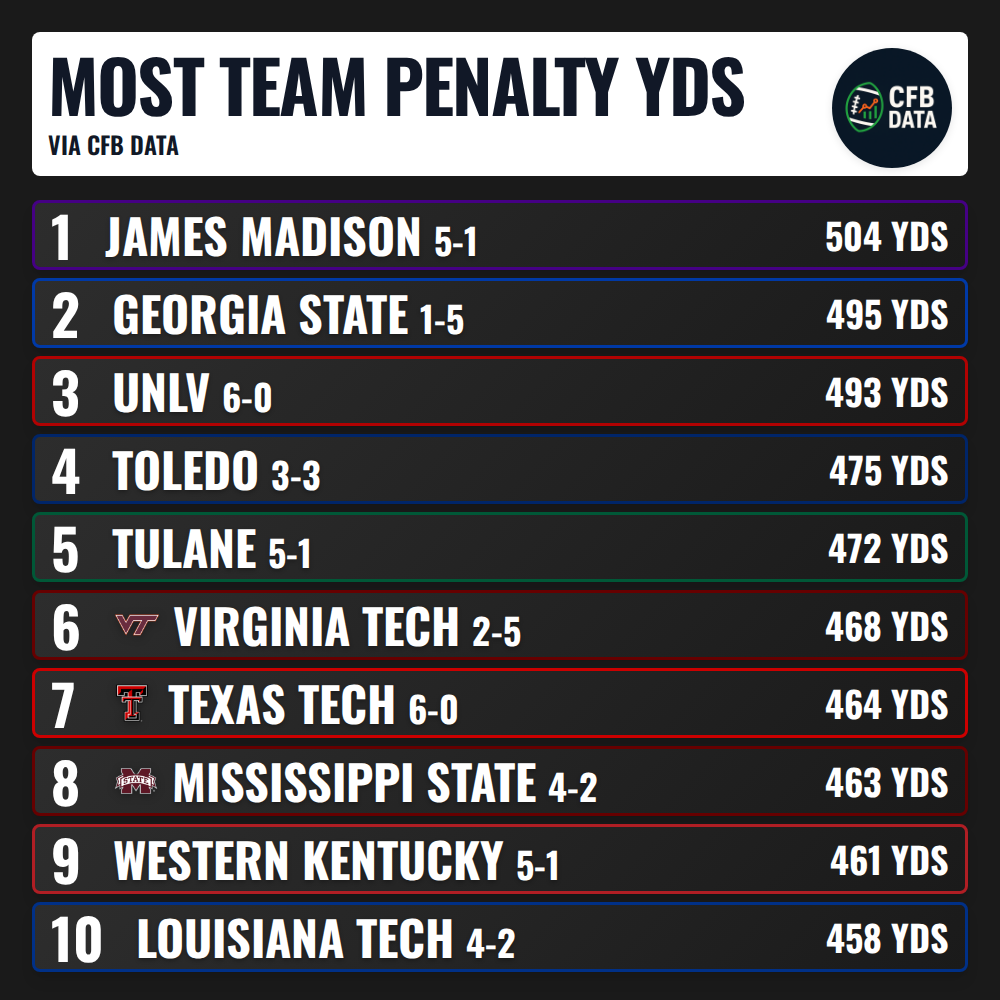 MOST TEAM PENALTY YDS
VIA CFB DATA
CFB
DATA
1 JAMES MADISON 5-1 504 YDS
2 GEORGIA STATE 1-5 495 YDS
3 UNLV 6-0 493 YDS
4 TOLEDO 3-3 475 YDS
5 TULANE 5-1 472 YDS
6 VT VIRGINIA TECH 2-5 468 YDS
7 TEXAS TECH 6-0 464 YDS
8 STATE MISSISSIPPI STATE 4-2 463 YDS
9 WESTERN KENTUCKY 5-1 461 YDS
10 LOUISIANA TECH 4-2 458 YDS